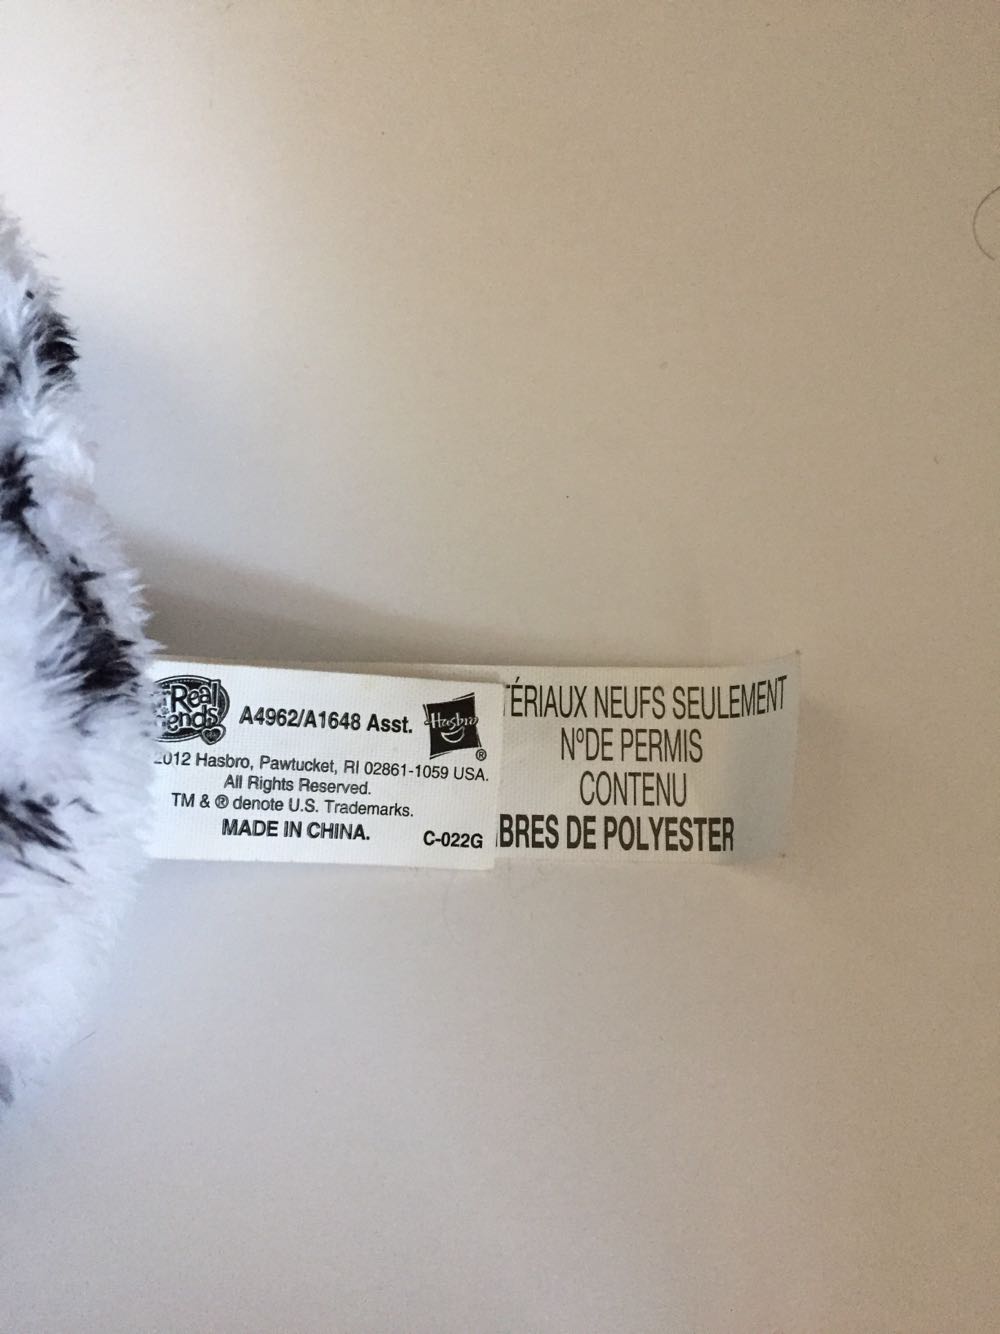 Real
A4962/A1648 Asst.
Hasbro
®
2012 Hasbro, Pawtucket, RI 02861-1059 USA.
All Rights Reserved.
TM & ® denote U.S. Trademarks.
MADE IN CHINA.
C-022G
TÉRIAUX NEUFS SEULEMENT
NºDE PERMIS
CONTENU
BRES DE POLYESTER